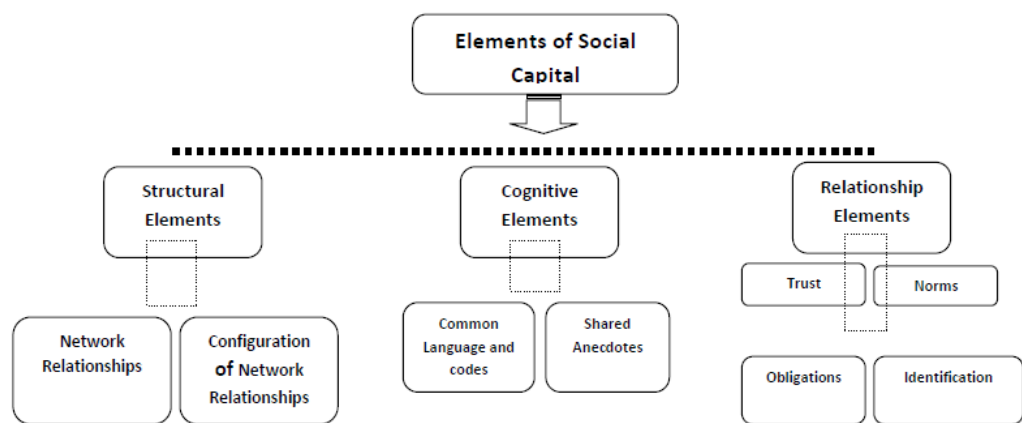 Elements of Social
Capital
Structural
Elements
Cognitive
Elements
Relationship
Elements
Trust
Norms
Network
Relationships
Configuration
of Network
Relationships
Common
Language and
codes
Shared
Anecdotes
Obligations
Identification